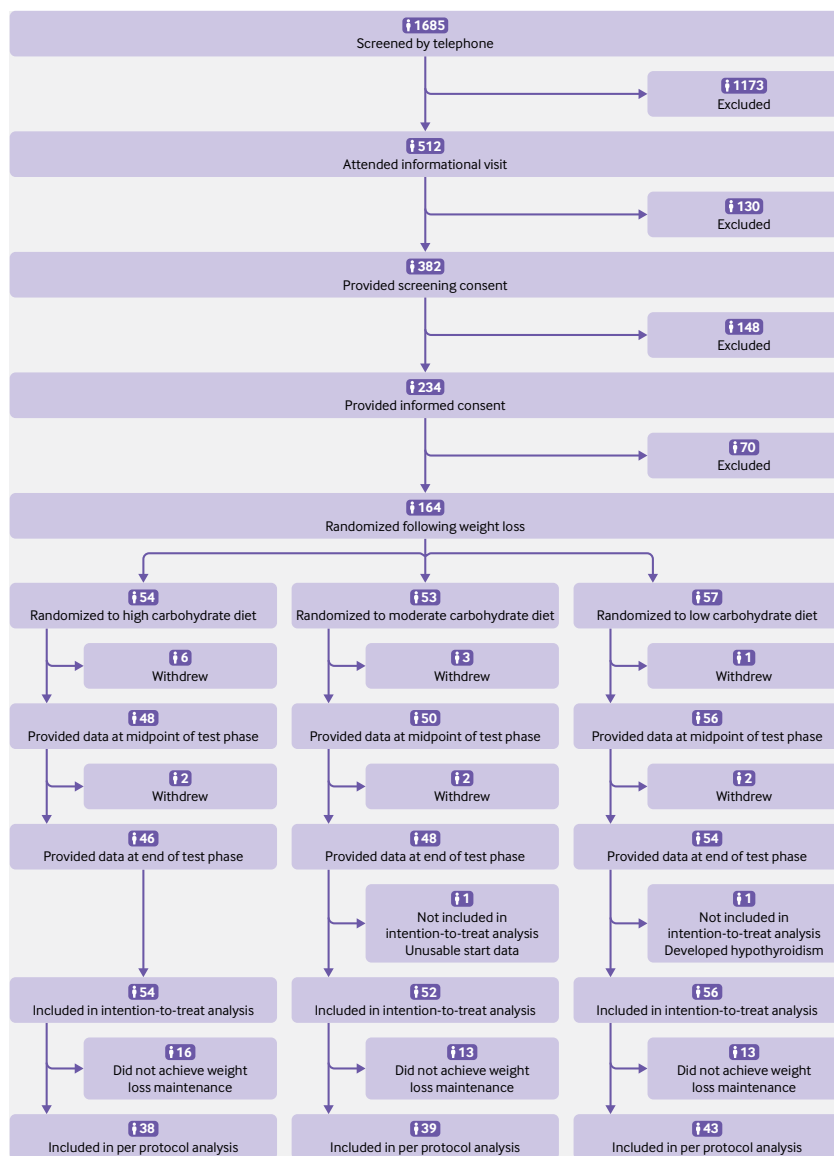 1685
Screened by telephone
1173
Excluded
512
Attended informational visit
130
Excluded
382
Provided screening consent
148
Excluded
234
Provided informed consent
70
Excluded
164
Randomized following weight loss
54
Randomized to high carbohydrate diet
53
Randomized to moderate carbohydrate diet
57
Randomized to low carbohydrate diet
6
Withdrew
3
Withdrew
1
Withdrew
48
Provided data at midpoint of test phase
50
Provided data at midpoint of test phase
56
Provided data at midpoint of test phase
2
Withdrew
2
Withdrew
2
Withdrew
46
Provided data at end of test phase
48
Provided data at end of test phase
54
Provided data at end of test phase
1
Not included in
intention-to-treat analysis
Unusable start data
1
Not included in
intention-to-treat analysis
Developed hypothyroidism
54
Included in intention-to-treat analysis
52
Included in intention-to-treat analysis
56
Included in intention-to-treat analysis
16
Did not achieve weight
loss maintenance
13
Did not achieve weight
loss maintenance
13
Did not achieve weight
loss maintenance
38
Included in per protocol analysis
39
Included in per protocol analysis
43
Included in per protocol analysis